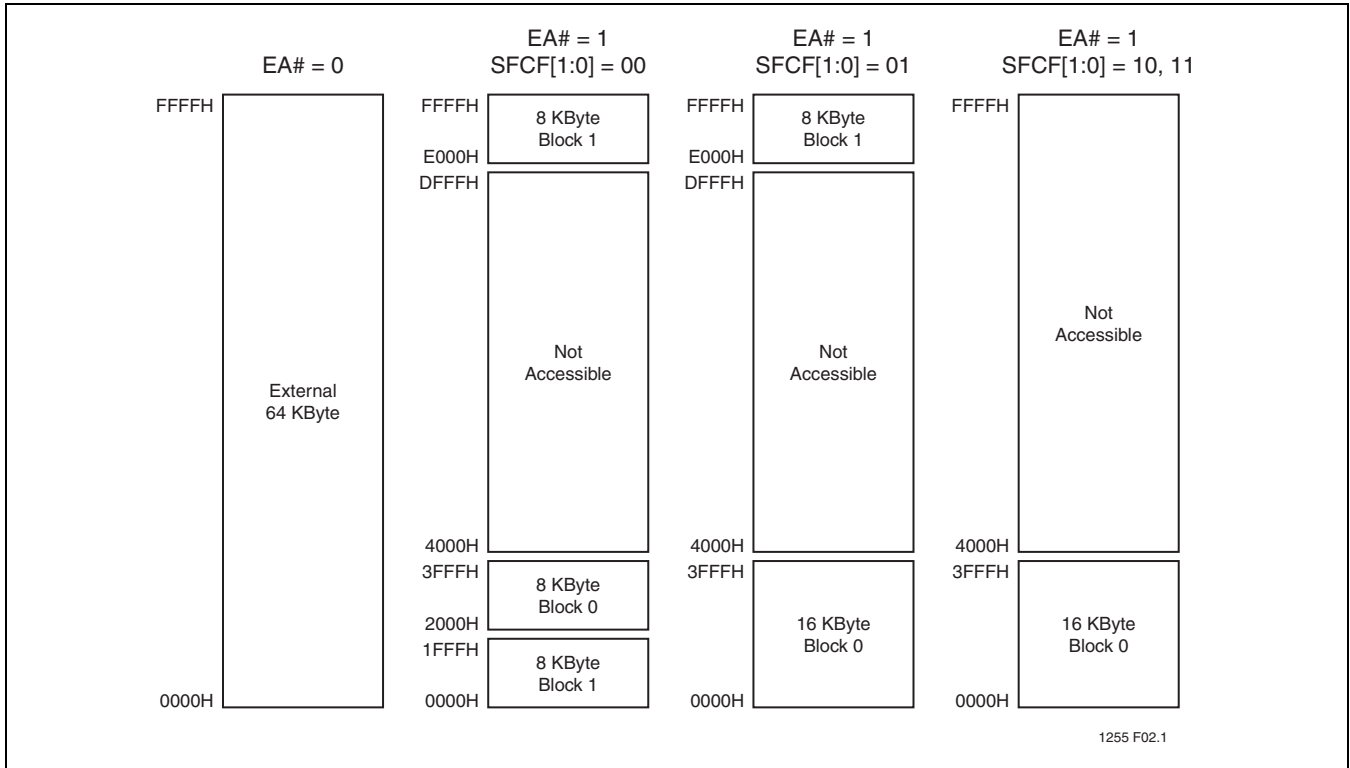 EA# = 0
FFFFH
External
64 KByte
0000H
EA# = 1
SFCF[1:0] = 00
FFFFH
8 KByte
Block 1
E000H
DFFFH
Not
Accessible
4000H
3FFFH
8 KByte
Block 0
2000H
1FFFH
8 KByte
Block 1
0000H
EA# = 1
SFCF[1:0] = 01
FFFFH
8 KByte
Block 1
E000H
DFFFH
Not
Accessible
4000H
3FFFH
16 KByte
Block 0
0000H
EA# = 1
SFCF[1:0] = 10, 11
FFFFH
Not
Accessible
4000H
3FFFH
16 KByte
Block 0
0000H
1255 F02.1